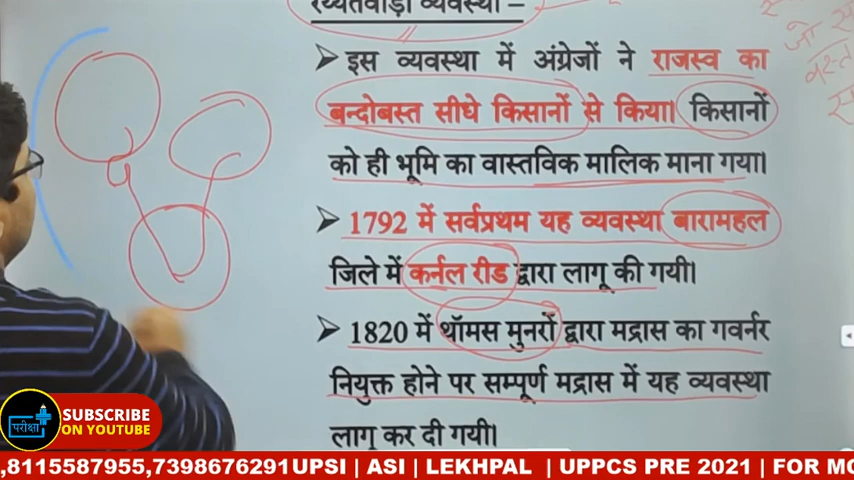 रय्यतवाड़ी व्यवस्था –
➢ इस व्यवस्था में अंग्रेजों ने राजस्व का
बन्दोबस्त सीधे किसानों से किया। किसानों
को ही भूमि का वास्तविक मालिक माना गया।
➢ 1792 में सर्वप्रथम यह व्यवस्था बारामहल
जिले में कर्नल रीड द्वारा लागू की गयी।
➢ 1820 में थॉमस मुनरों द्वारा मद्रास का गवर्नर
नियुक्त होने पर सम्पूर्ण मद्रास में यह व्यवस्था
लागू कर दी गयी।
परीक्षा
SUBSCRIBE
ON YOUTUBE
,8115587955,7398676291UPSI | ASI | LEKHPAL | UPPCS PRE 2021 | FOR MO